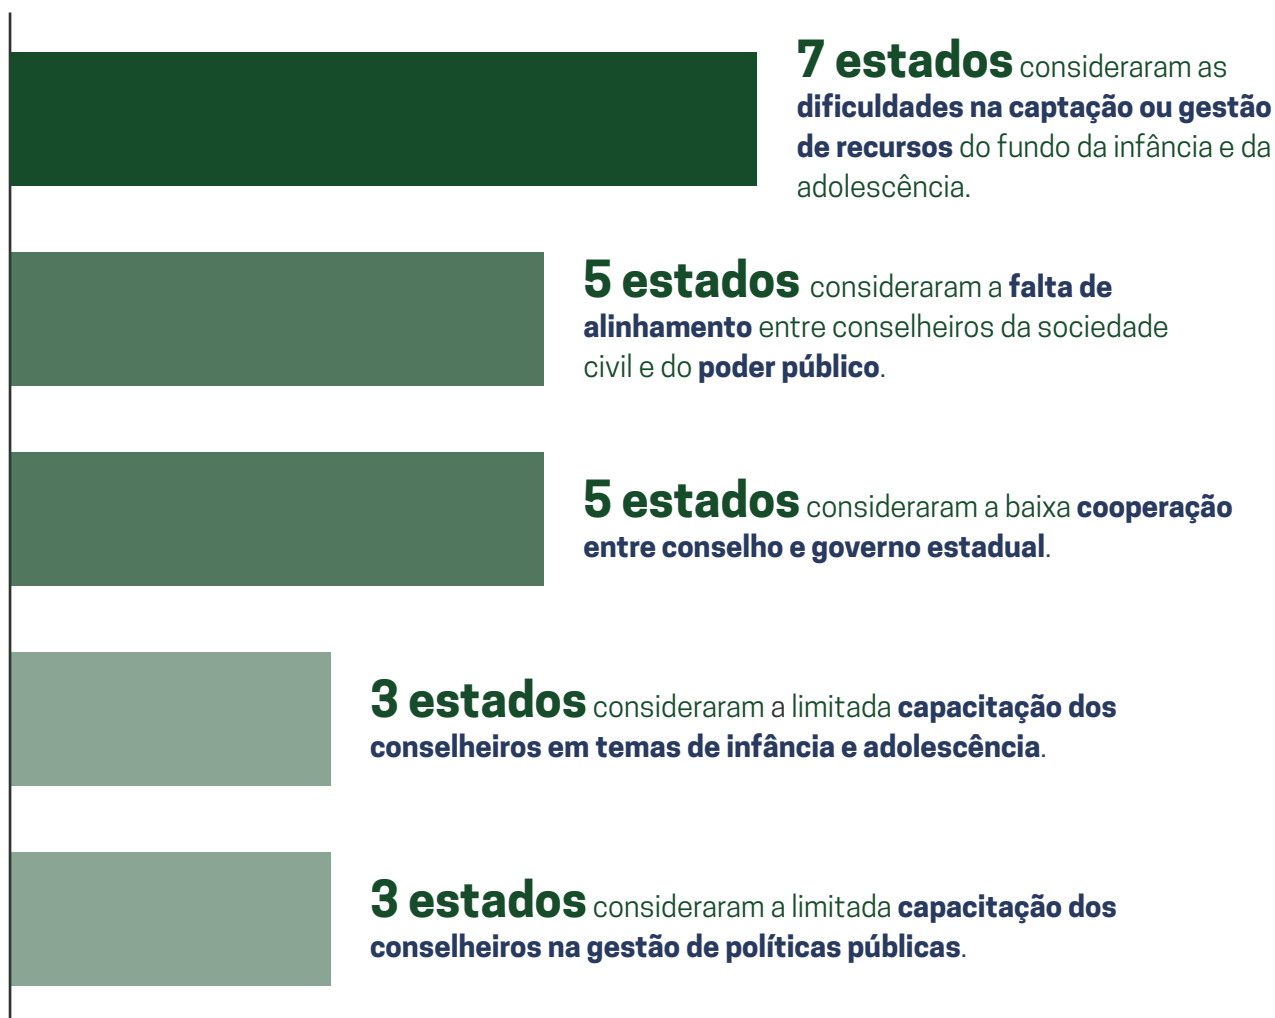 7 estados consideraram as
dificuldades na captação ou gestão
de recursos do fundo da infância e da
adolescência.
5 estados consideraram a falta de
alinhamento entre conselheiros da sociedade
civil e do poder público.
5 estados consideraram a baixa cooperação
entre conselho e governo estadual.
3 estados consideraram a limitada capacitação dos
conselheiros em temas de infância e adolescência.
3 estados consideraram a limitada capacitação dos
conselheiros na gestão de políticas públicas.